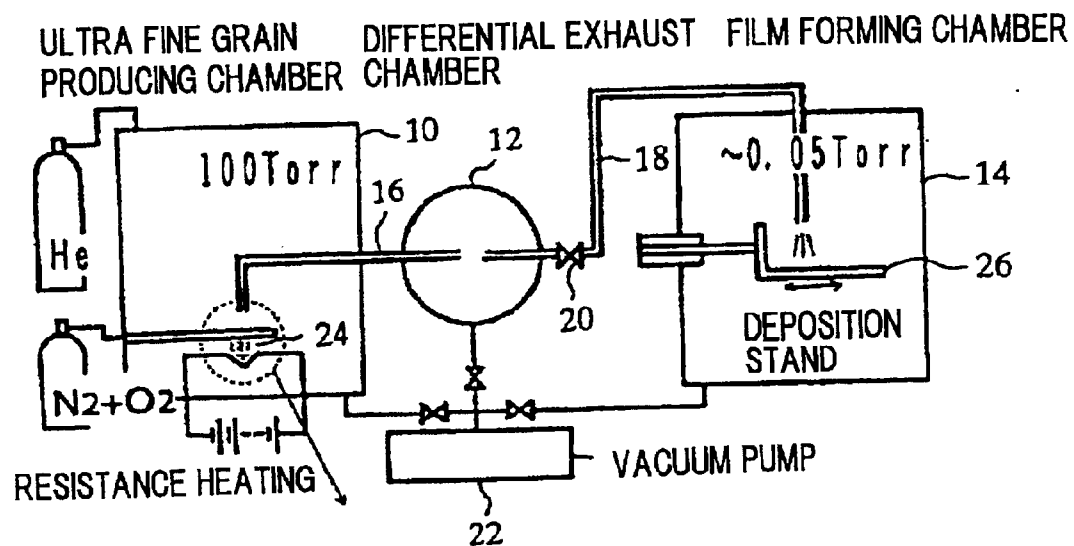 ULTRA FINE GRAIN
PRODUCING CHAMBER
DIFFERENTIAL EXHAUST
CHAMBER
FILM FORMING CHAMBER
10
12
18
14
100Torr
~0.05Torr
16
He
20
26
24
DEPOSITION
STAND
N2+O2
RESISTANCE HEATING
VACUUM PUMP
22